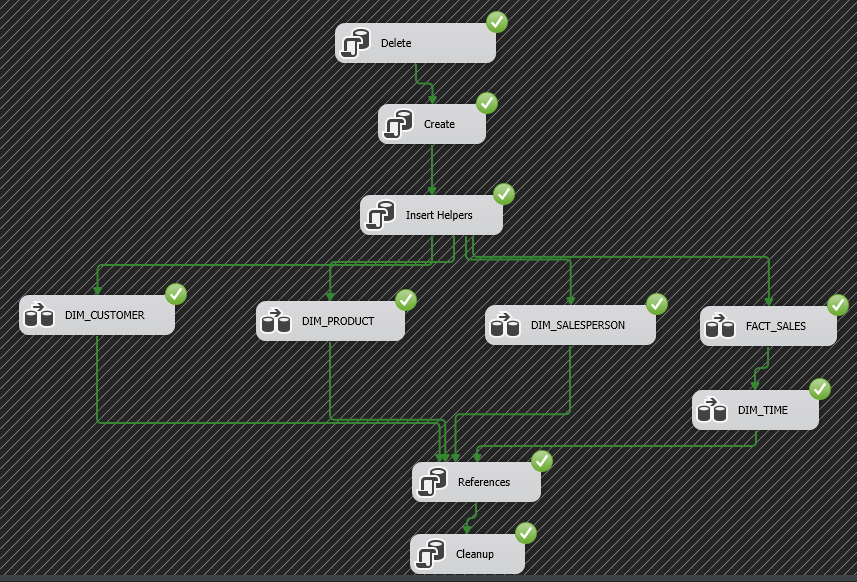 Delete
Create
Insert Helpers
DIM_CUSTOMER
DIM_PRODUCT
DIM_SALESPERSON
FACT_SALES
DIM_TIME
References
Cleanup